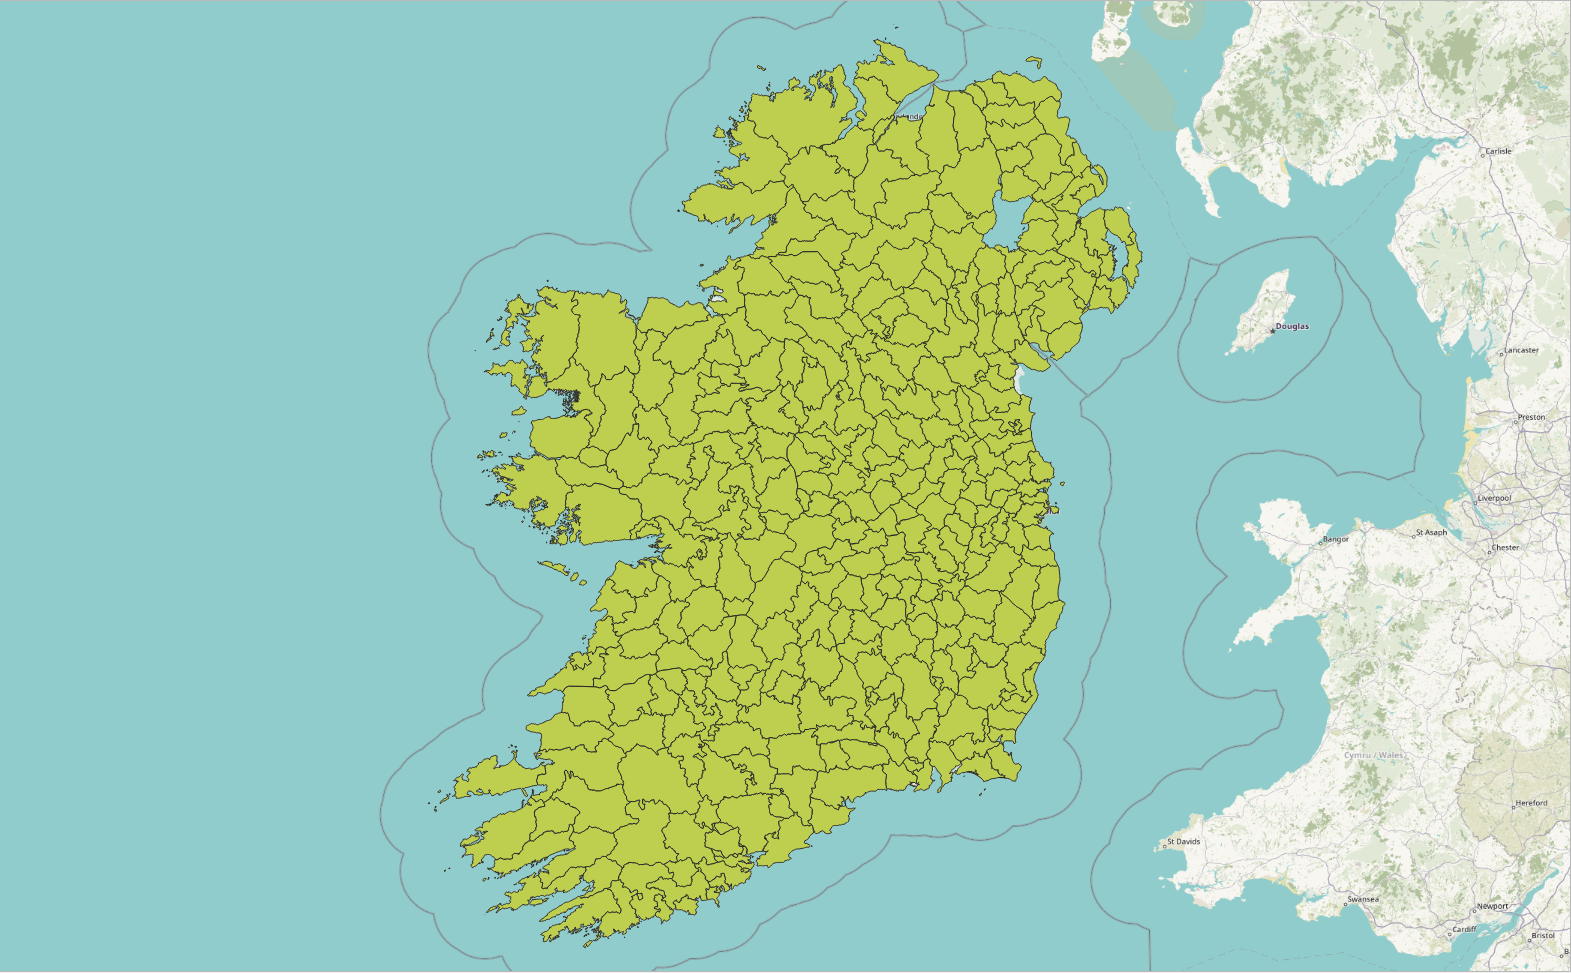 Carlisle
Douglas
Lancaster
Preston
Liverpool
St Asaph
Bangor
Chester
Cymru / Wales
Hereford
St Davids
Swansea
Newport
Cardiff
Bristol